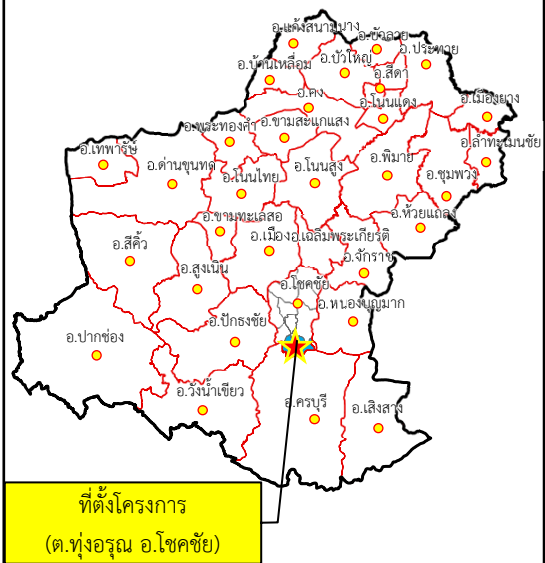 อ.แก้งสนามนาง
อ.บัวลาย
อ.บัวใหญ่
อ.ประทาย
อ.บ้านเหลื่อม
อ.สีดา
อ.คง
อ.โนนแดง
อ.เมืองยาง
อ.พระทองคำ
อ.ขามสะแกแสง
อ.ลำทะเมนชัย
อ.เทพารักษ์
อ.ด่านขุนทด
อ.โนนไทย
อ.โนนสูง
อ.พิมาย
อ.ชุมพวง
อ.ขามทะเลสอ
อ.เมือง
อ.เฉลิมพระเกียรติ
อ.ห้วยแถลง
อ.สีคิ้ว
อ.สูงเนิน
อ.จักราช
อ.โชคชัย
อ.หนองบุญมาก
อ.ปากช่อง
อ.ปักธงชัย
อ.วังน้ำเขียว
อ.ครบุรี
อ.เสิงสาง
ที่ตั้งโครงการ
(ต.ทุ่งอรุณ อ.โชคชัย)